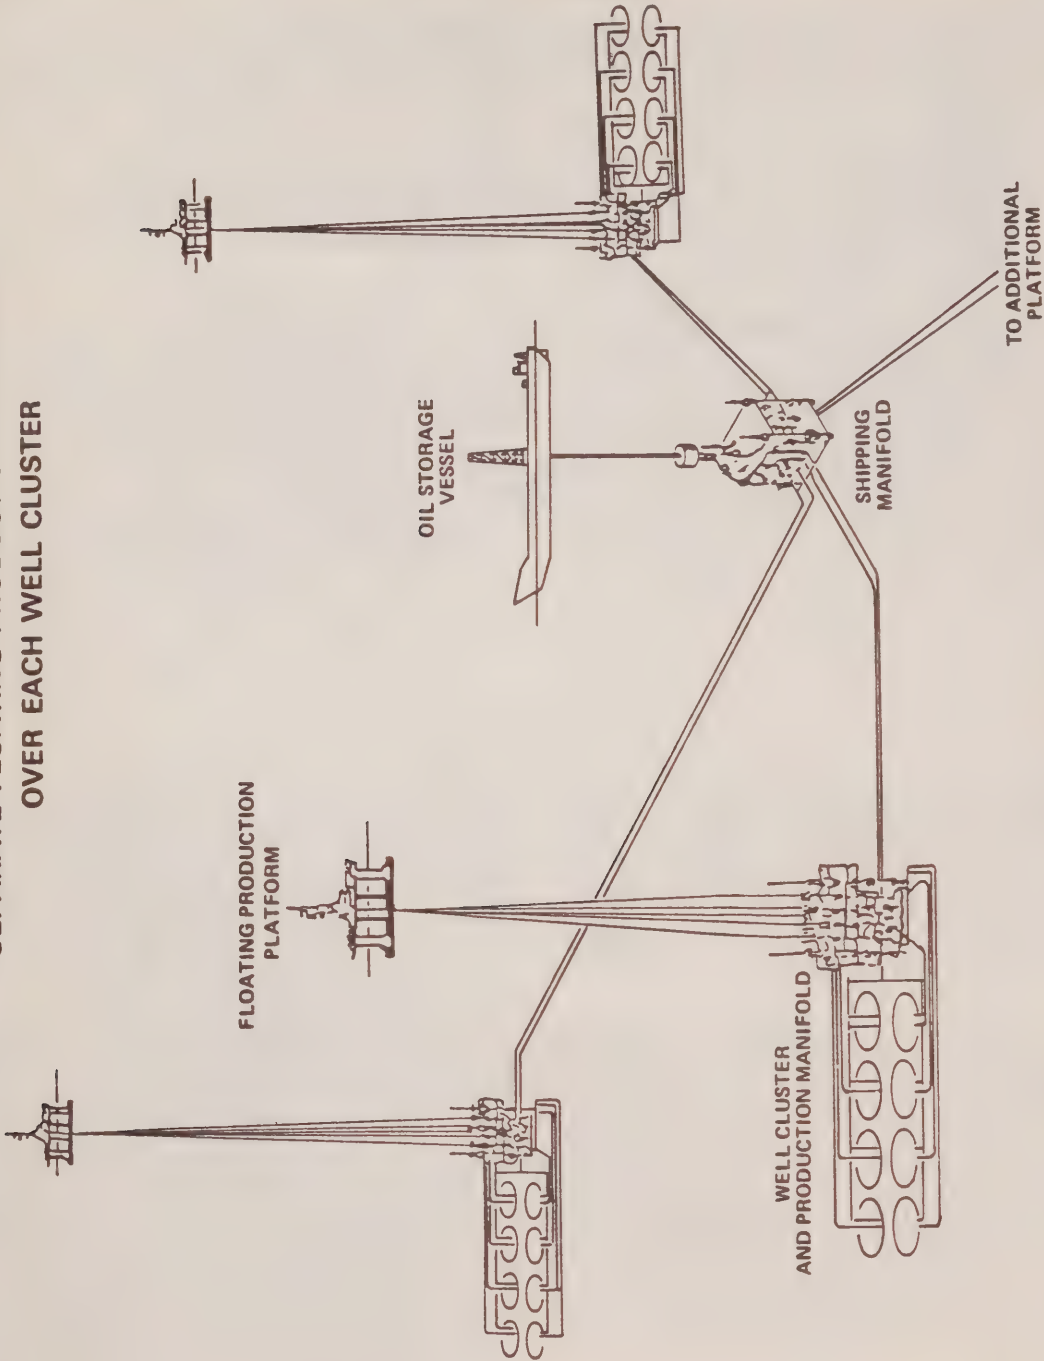 OVER EACH WELL CLUSTER
FLOATING PRODUCTION
PLATFORM
OIL STORAGE
VESSEL
WELL CLUSTER
AND PRODUCTION MANIFOLD
SHIPPING
MANIFOLD
TO ADDITIONAL
PLATFORM